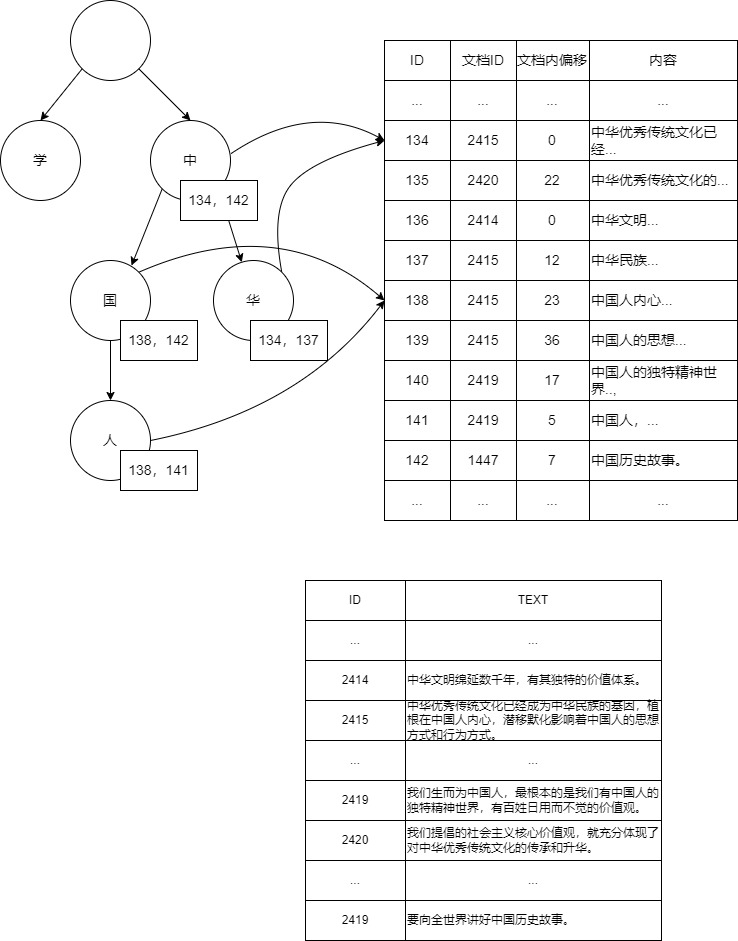 学
中
134，142
国
138，142
华
134，137
人
138，141
ID 文档ID 文档内偏移 内容
... ... ... ...
134 2415 0 中华优秀传统文化已
经...
135 2420 22 中华优秀传统文化的...
136 2414 0 中华文明...
137 2415 12 中华民族...
138 2415 23 中国人内心...
139 2415 36 中国人的思想...
140 2419 17 中国人的独特精神世
界..,
141 2419 5 中国人，...
142 1447 7 中国历史故事。
... ... ... ...
ID TEXT
... ...
2414 中华文明绵延数千年，有其独特的价值体系。
2415 中华优秀传统文化已经成为中华民族的基因，植
根在中国人内心，潜移默化影响着中国人的思想
方式和行为方式。
... ...
2419 我们生而为中国人，最根本的是我们有中国人的
独特精神世界，有百姓日用而不觉的价值观。
2420 我们提倡的社会主义核心价值观，就充分体现了
对中华优秀传统文化的传承和升华。
... ...
2419 要向全世界讲好中国历史故事。